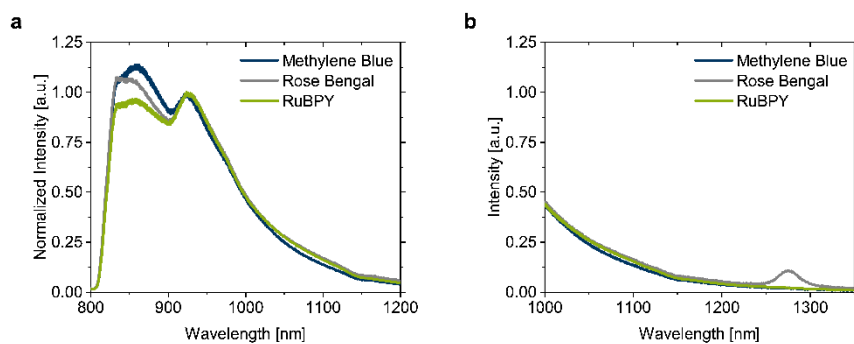 a
1.25
1.00
0.75
0.50
0.25
0.00
Normalized Intensity [a.u.]
Methylene Blue
Rose Bengal
RuBPY
800
900
1000
1100
1200
Wavelength [nm]
b
1.25
1.00
0.75
0.50
0.25
0.00
Intensity [a.u.]
Methylene Blue
Rose Bengal
RuBPY
1000
1100
1200
1300
Wavelength [nm]